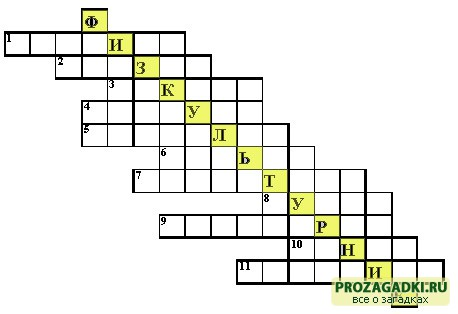 Ф
1 И
2 З
3 К
4 У
5 Л
6 Ь
7 Т
8 У
9 Р
10 Н
11 И
PROZAGADKI.RU
все о загадках